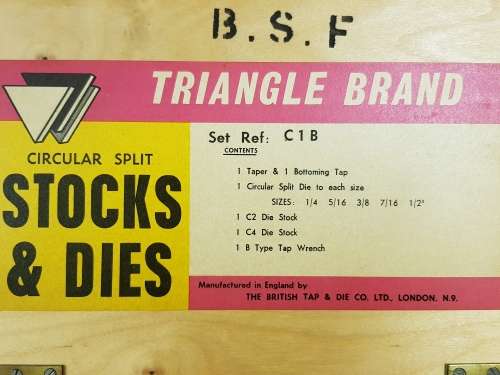 B.S.F
TRIANGLE BRAND
CIRCULAR SPLIT
STOCKS
& DIES
Set Ref: C1B
CONTENTS
1 Taper & 1 Bottoming Tap
1 Circular Split Die to each size
SIZES: 1/4 5/16 3/8 7/16 1/2"
1 C2 Die Stock
1 C4 Die Stock
1 B Type Tap Wrench
Manufactured in England by
THE BRITISH TAP & DIE CO. LTD., LONDON, N.9.